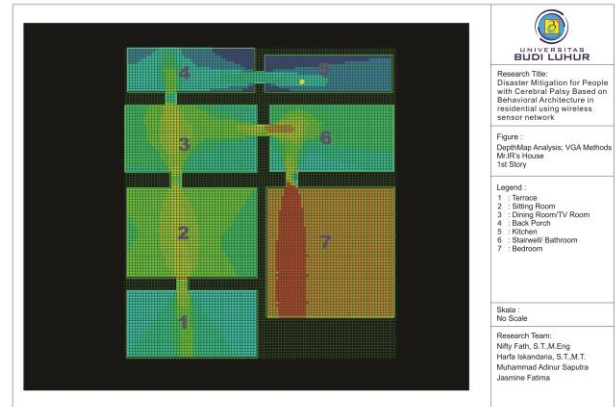 4
5
3
6
2
7
1
UNIVERSITAS
BUDI LUHUR
Research Title:
Disaster Mitigation for People
with Cerebral Palsy Based on
Behavioral Architecture in
residential using wireless
sensor network
Figure :
DepthMap Analysis; VGA Methods
Mr.IR's House
1st Story
Legend :
1 : Terrace
2 : Sitting Room
3 : Dining Room/TV Room
4 : Back Porch
5 : Kitchen
6 : Stairwell/ Bathroom
7 : Bedroom
Skala :
No Scale
Research Team:
Nifty Fath, S.T.,M.Eng
Harfa Iskandaria, S.T.,M.T.
Muhammad Adinur Saputra
Jasmine Fatima